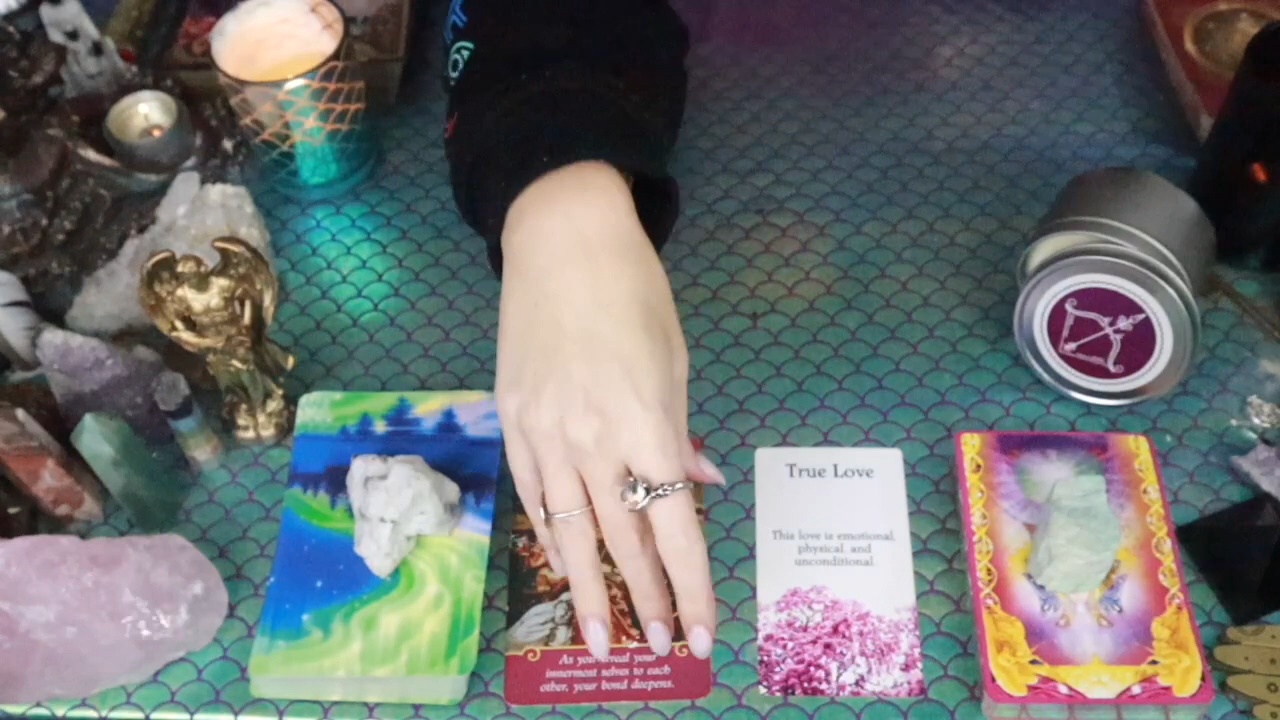 As you reveal your
innermost selves to each
other, your bond deepens.
True Love
This love is emotional,
physical and
unconditional.